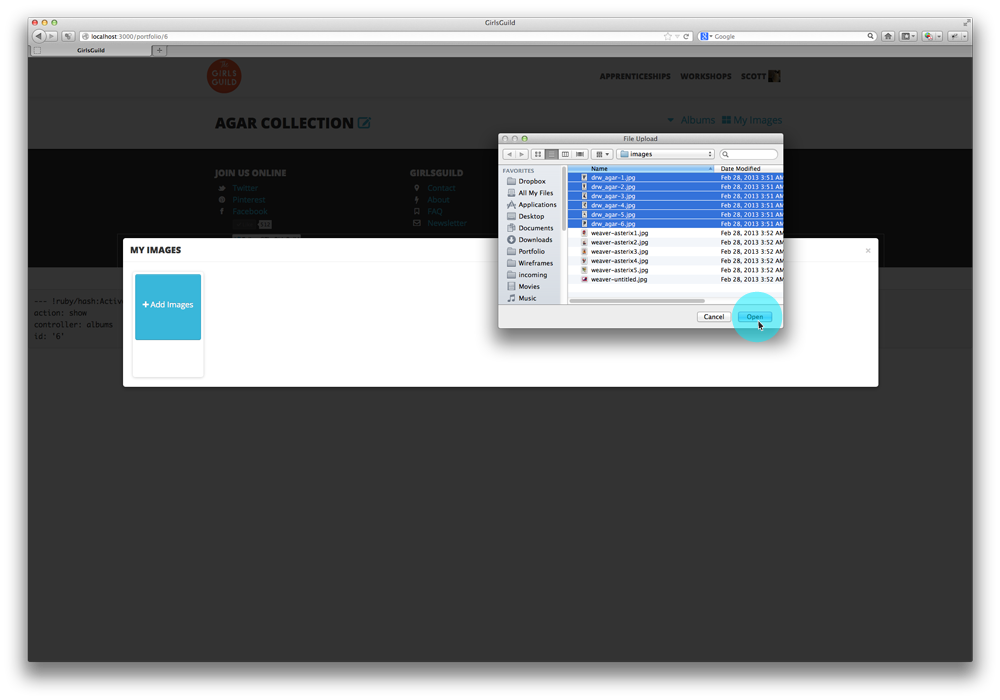 GirlsGuild
localhost:3000/portfolio/6
Google
GirlsGuild
GIRLS
GUILD
APPRENTICESHIPS WORKSHOPS SCOTT
AGAR COLLECTION
Albums My Images
JOIN US ONLINE
Twitter
Pinterest
Facebook
GIRLSGUILD
Contact
About
FAQ
Newsletter
MY IMAGES
×
+ Add Images
--- !ruby/hash:Active
action: show
controller: albums
id: "6"
File Upload
images
FAVORITES
Dropbox
All My Files
Applications
Desktop
Documents
Downloads
Portfolio
Wireframes
incoming
Movies
Music
Name Date Modified
drw_agar-1.jpg Feb 28, 2013 3:51 AM
drw_agar-2.jpg Feb 28, 2013 3:51 AM
drw_agar-3.jpg Feb 28, 2013 3:51 AM
drw_agar-4.jpg Feb 28, 2013 3:51 AM
drw_agar-5.jpg Feb 28, 2013 3:51 AM
drw_agar-6.jpg Feb 28, 2013 3:51 AM
weaver-asterix1.jpg Feb 28, 2013 3:52 AM
weaver-asterix2.jpg Feb 28, 2013 3:52 AM
weaver-asterix3.jpg Feb 28, 2013 3:52 AM
weaver-asterix4.jpg Feb 28, 2013 3:52 AM
weaver-asterix5.jpg Feb 28, 2013 3:52 AM
weaver-untitled.jpg Feb 28, 2013 3:52 AM
Cancel Open